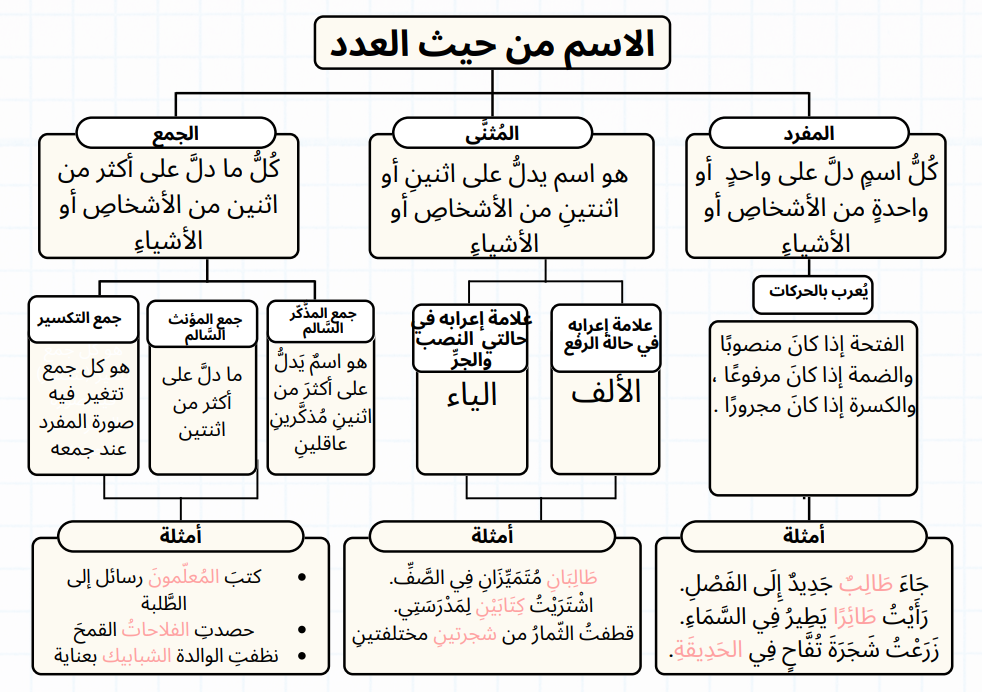 الاسم من حيث العدد
المفرد
كُلُّ اسمٍ دلَّ على واحدٍ أو
واحدةٍ من الأشخاصِ أو
الأشياءِ
يُعرب بالحركات
الفتحة إذا كانَ منصوبًا
والضمة إذا كانَ مرفوعًا ،
والكسرة إذا كانَ مجرورًا .
أمثلة
جَاءَ طَالِبٌ جَدِيدٌ إِلَى الفَصْلِ.
رَأَيْتُ طَائِرًا يَطِيرُ فِي السَّمَاءِ.
زَرَعْتُ شَجَرَةَ تُفَّاحٍ فِي الحَدِيقَةِ.
المُثنَّى
هو اسم يدلُّ على اثنينِ أو
اثنتينِ من الأشخاصِ أو
الأشياءِ
علامة إعرابه
في حالة الرفع
الألف
علامة إعرابه في
حالتي النصب
والجرِّ
الياء
أمثلة
طَالِبَانِ مُتَمَيِّزَانِ فِي الصَّفِّ.
اشْتَرَيْتُ كِتَابَيْنِ لِمَدْرَسَتِي.
قطفتُ الثّمارُ من شجرتينِ مختلفتينِ
الجمع
كُلُّ ما دلَّ على أكثر من
اثنين من الأشخاصِ أو
الأشياءِ
جمع المذكَّر
السَّالم
هو اسمٌ يَدلُّ
على أكثرَ من
اثنينِ مُذكَّرينِ
عاقلينِ
جمع المؤنث
السَّالم
ما دلَّ على
أكثر من
اثنتين
جمع التكسير
هو كل جمع
تتغير فيه
صورة المفرد
عند جمعه
أمثلة
كتبَ المُعلّمونَ رسائل إلى
الطَّلبة
حصدتِ الفلاحاتُ القمحَ
نظفتِ الوالدة الشبابيك بعناية